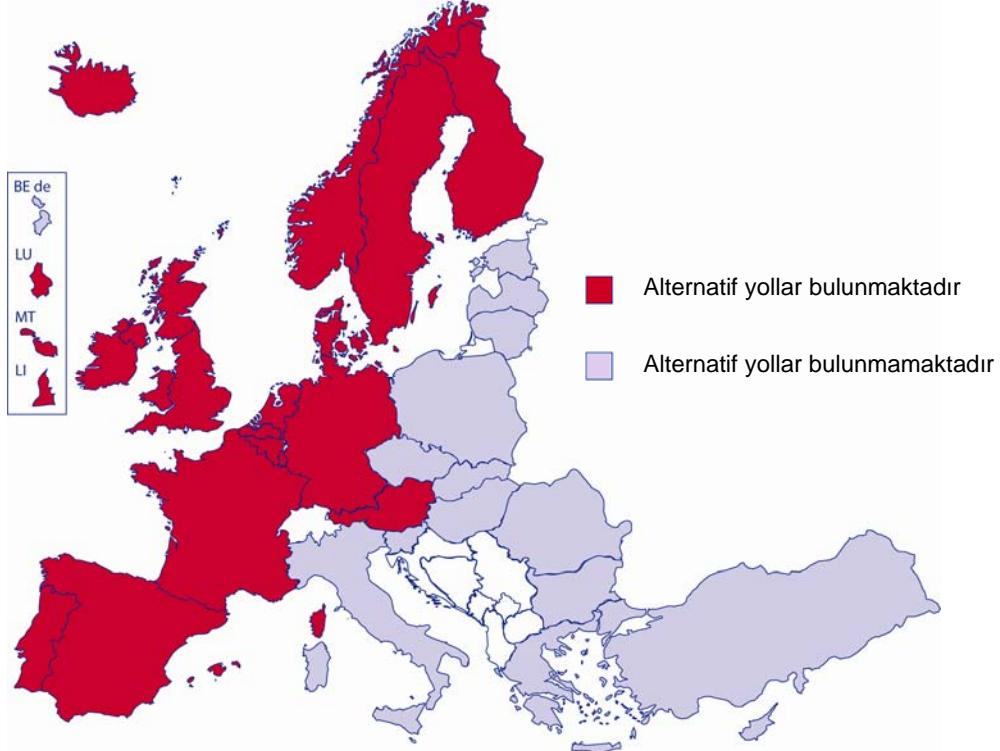 BE de
LU
MT
LI
Alternatif yollar bulunmaktadır
Alternatif yollar bulunmamaktadır